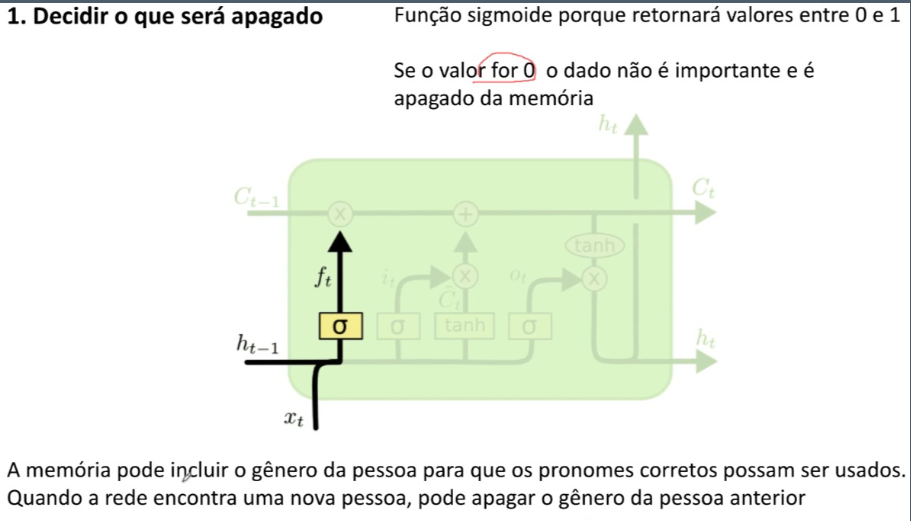 1. Decidir o que será apagado
Função sigmoide porque retornará valores entre 0 e 1
Se o valor for 0 o dado não é importante e é
apagado da memória
h_t
C_{t-1}
C_t
x
+
tanh
f_t
i_t
x
o_t
x
C̃_t
σ
σ
tanh
σ
h_{t-1}
h_t
x_t
A memória pode incluir o gênero da pessoa para que os pronomes corretos possam ser usados.
Quando a rede encontra uma nova pessoa, pode apagar o gênero da pessoa anterior